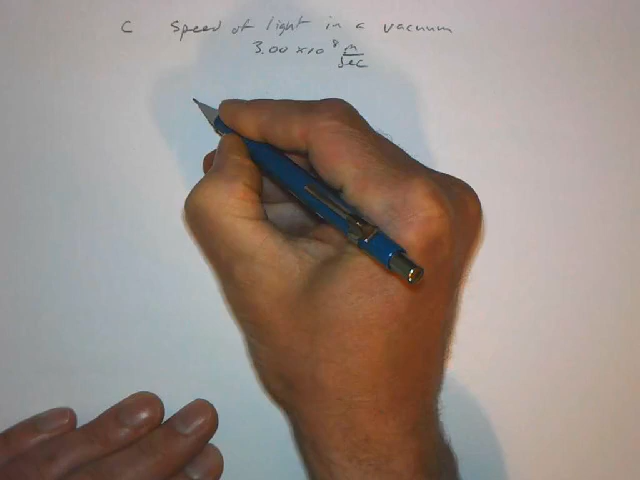 C Speed of light in a vacuum
3.00 x10⁸ m/sec